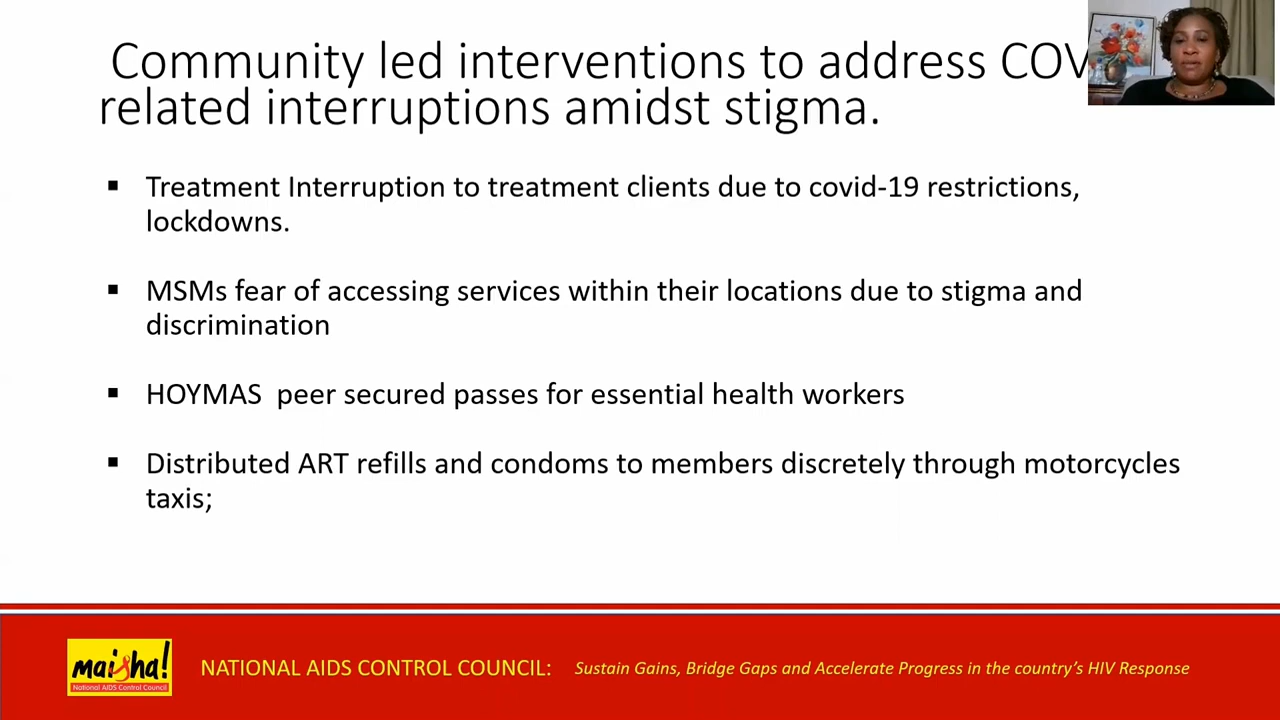 Community led interventions to address COV
related interruptions amidst stigma.
▪ Treatment Interruption to treatment clients due to covid-19 restrictions,
lockdowns.
▪ MSMs fear of accessing services within their locations due to stigma and
discrimination
▪ HOYMAS peer secured passes for essential health workers
▪ Distributed ART refills and condoms to members discretely through motorcycles
taxis;
maisha!
National AIDS Control Council
NATIONAL AIDS CONTROL COUNCIL: Sustain Gains, Bridge Gaps and Accelerate Progress in the country's HIV Response